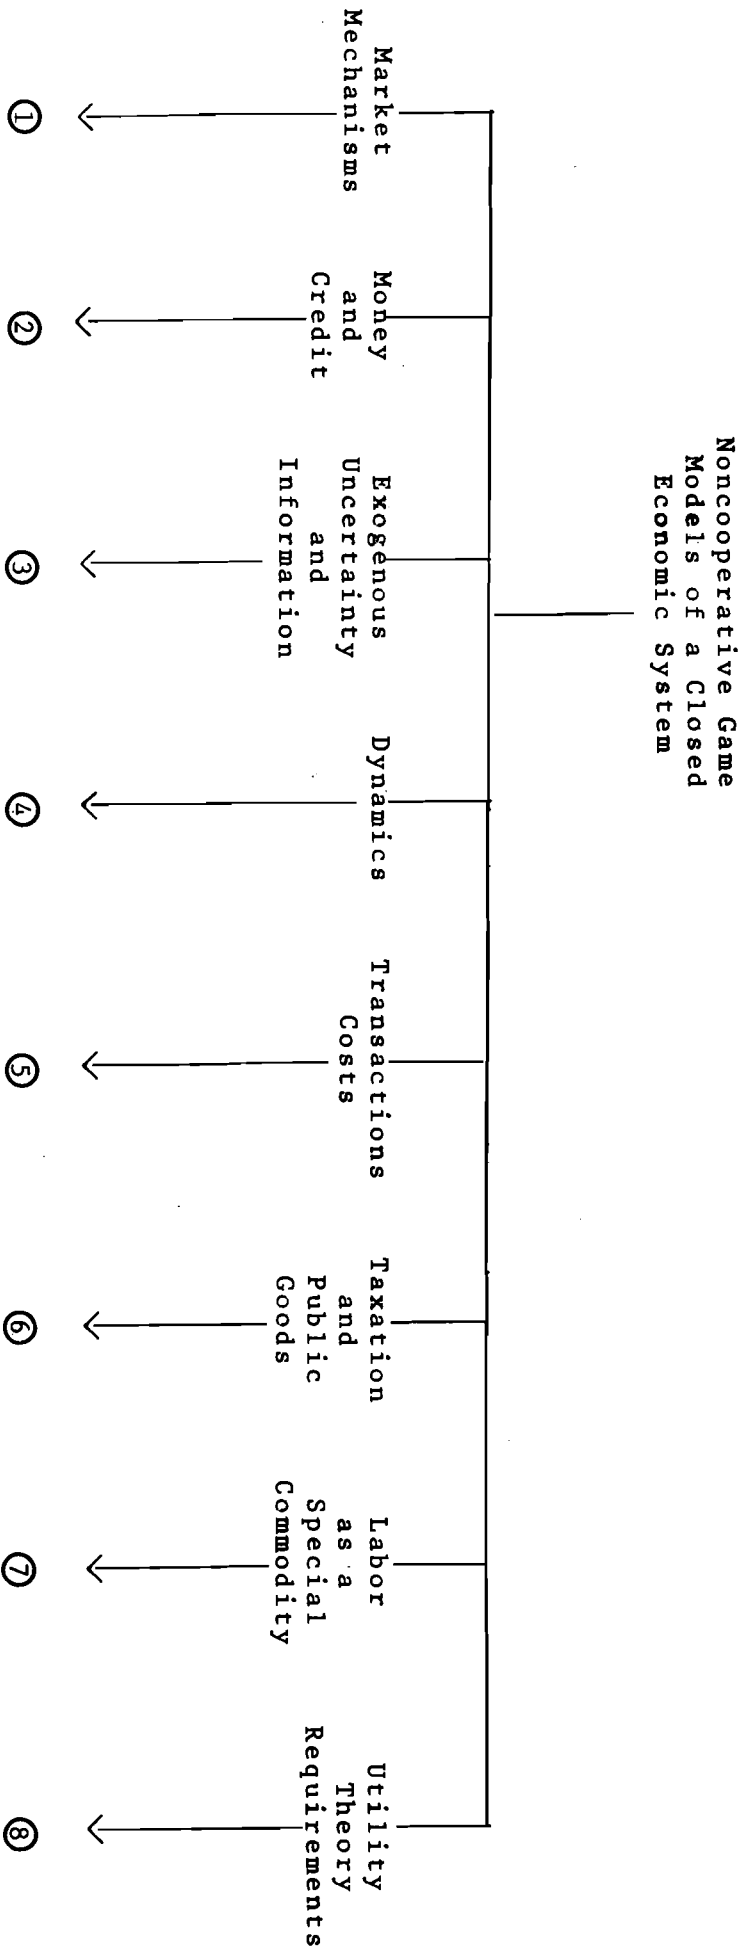 Noncooperative Game
Models of a Closed
Economic System
Market
Mechanisms
①
Money
and
Credit
②
Exogenous
Uncertainty
and
Information
③
Dynamics
④
Transactions
Costs
⑤
Taxation
and
Public
Goods
⑥
Labor
as a
Special
Commodity
⑦
Utility
Theory
Requirements
⑧